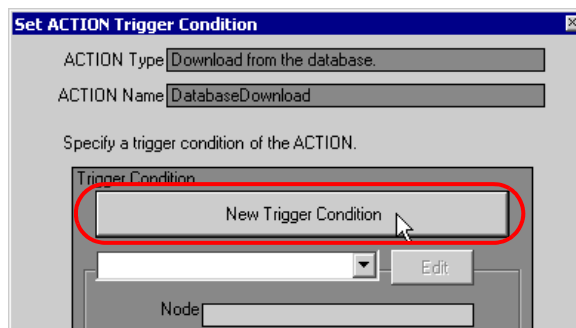 Set ACTION Trigger Condition
ACTION Type Download from the database.
ACTION Name DatabaseDownload
Specify a trigger condition of the ACTION.
Trigger Condition
New Trigger Condition
Edit
Node